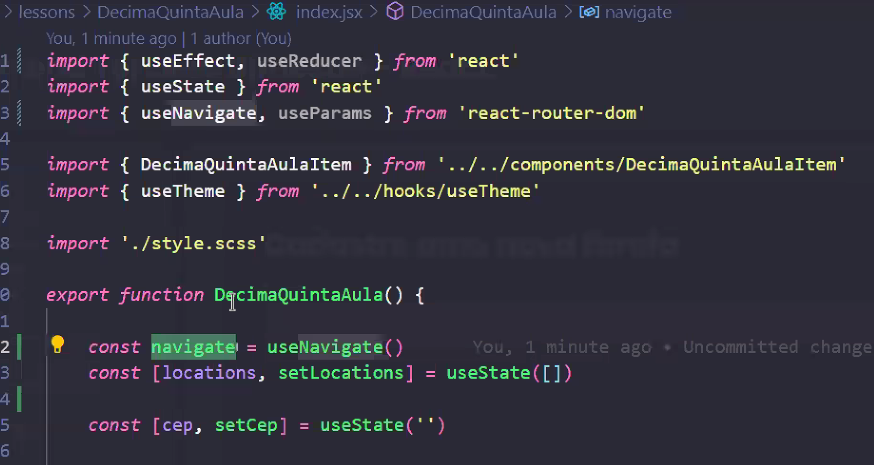 > lessons > DecimaQuintaAula > index.jsx > DecimaQuintaAula > navigate
You, 1 minute ago | 1 author (You)
1 import { useEffect, useReducer } from 'react'
2 import { useState } from 'react'
3 import { useNavigate, useParams } from 'react-router-dom'
4
5 import { DecimaQuintaAulaItem } from '../../components/DecimaQuintaAulaItem'
6 import { useTheme } from '../../hooks/useTheme'
7
8 import './style.scss'
9
0 export function DecimaQuintaAula() {
1
2 const navigate = useNavigate() You, 1 minute ago • Uncommitted change
3 const [locations, setLocations] = useState([])
4
5 const [cep, setCep] = useState('')
6